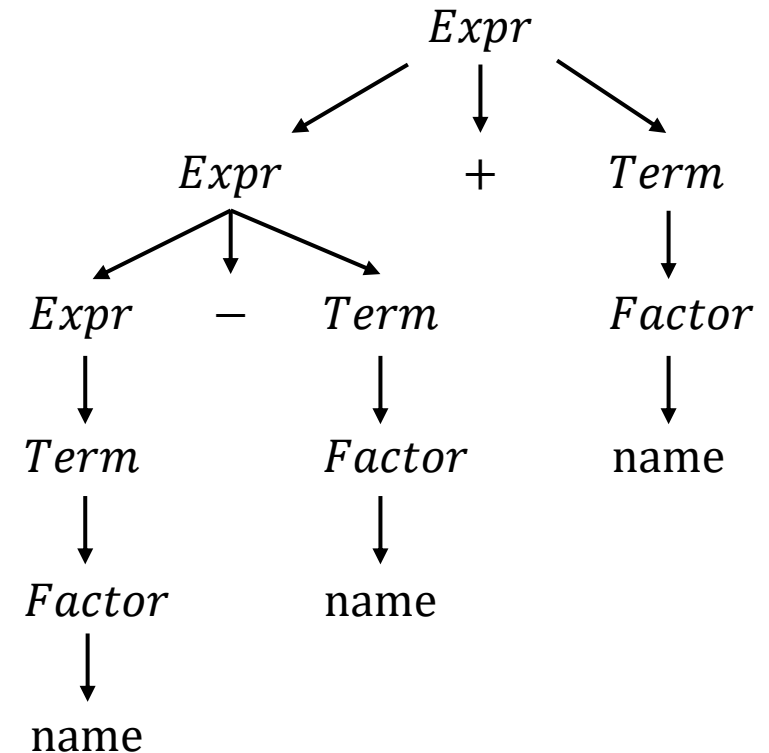 Expr
Expr + Term
Expr − Term Factor
Term Factor name
Factor name
name